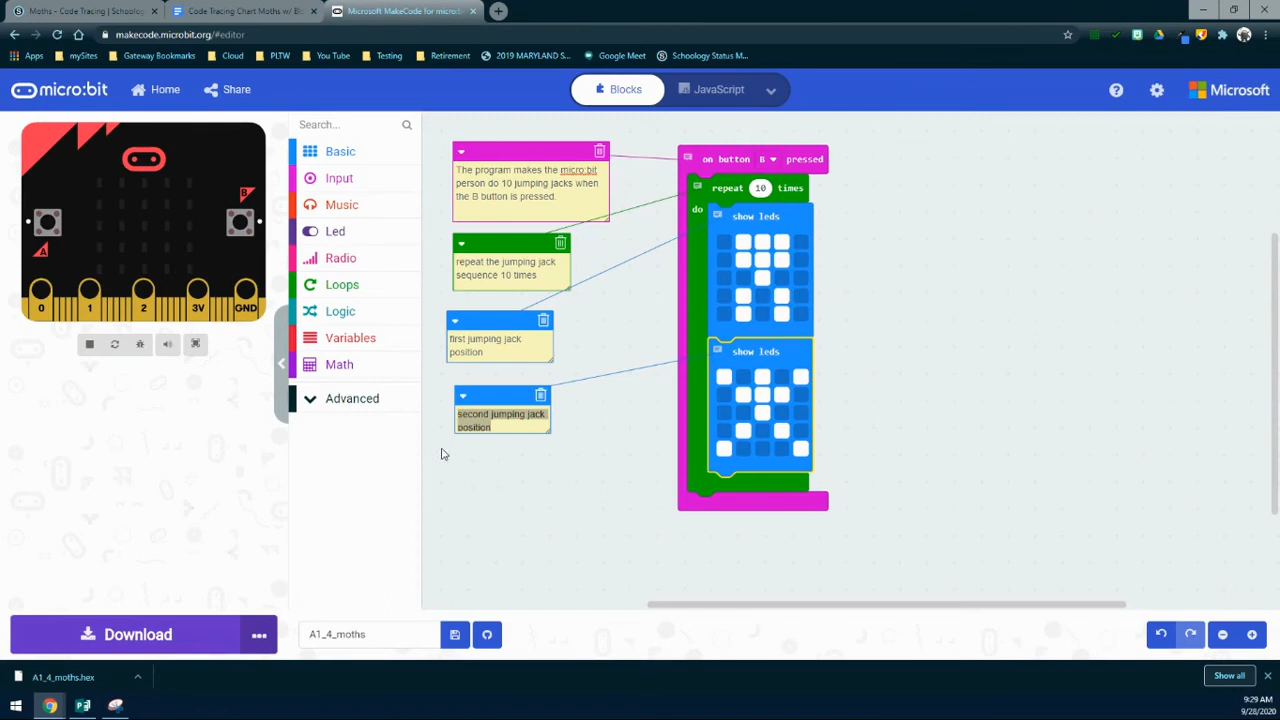 Moths - Code Tracing | Schoolog
Code Tracing Chart Moths w/ Blo
Microsoft MakeCode for micro:bit
makecode.microbit.org/#editor
Apps
mySites
Gateway Bookmarks
Cloud
PLTW
You Tube
Testing
Retirement
2019 MARYLAND S...
Google Meet
Schoology Status M...
micro:bit
Home
Share
Blocks
JavaScript
Microsoft
Search...
Basic
Input
Music
Led
Radio
Loops
Logic
Variables
Math
Advanced
A
B
0 1 2 3V GND
The program makes the micro:bit
person do 10 jumping jacks when
the B button is pressed.
repeat the jumping jack
sequence 10 times
first jumping jack
position
second jumping jack
position
on button B pressed
repeat 10 times
do
show leds
show leds
Download
A1_4_moths
A1_4_moths.hex
Show all
9:29 AM
9/28/2020